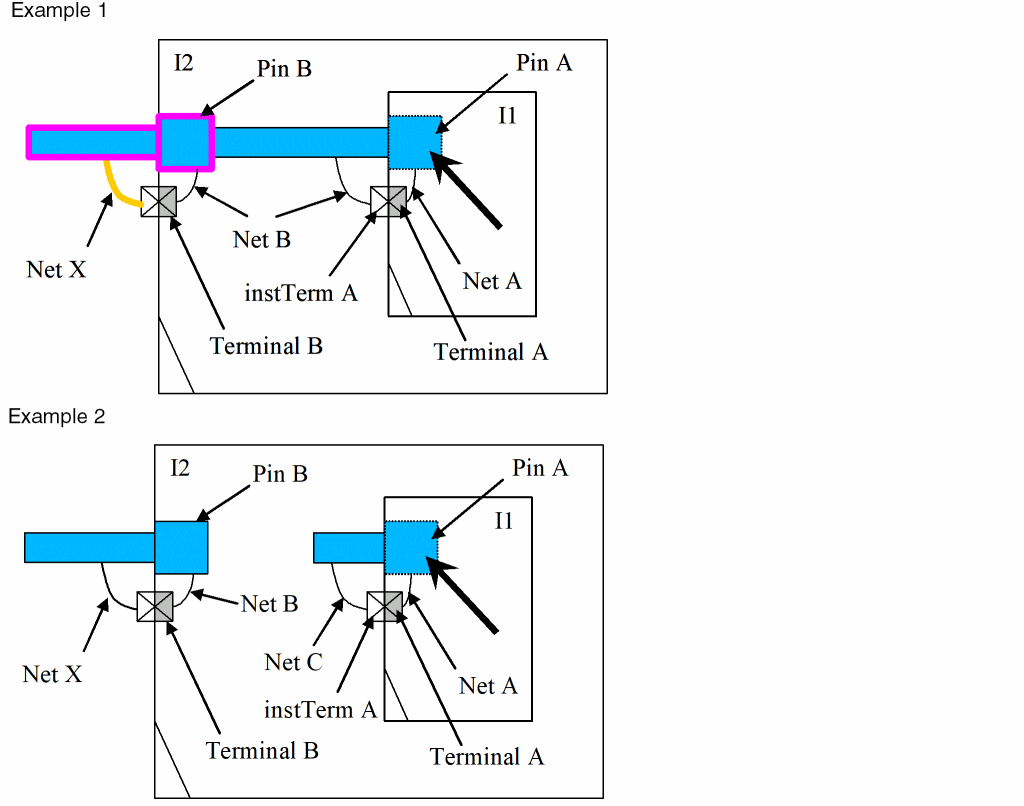 Example 1
I2
Pin B
Pin A
I1
Net B
Net X
instTerm A
Net A
Terminal B
Terminal A
Example 2
I2
Pin B
Pin A
I1
Net B
Net C
Net X
Net A
instTerm A
Terminal B
Terminal A